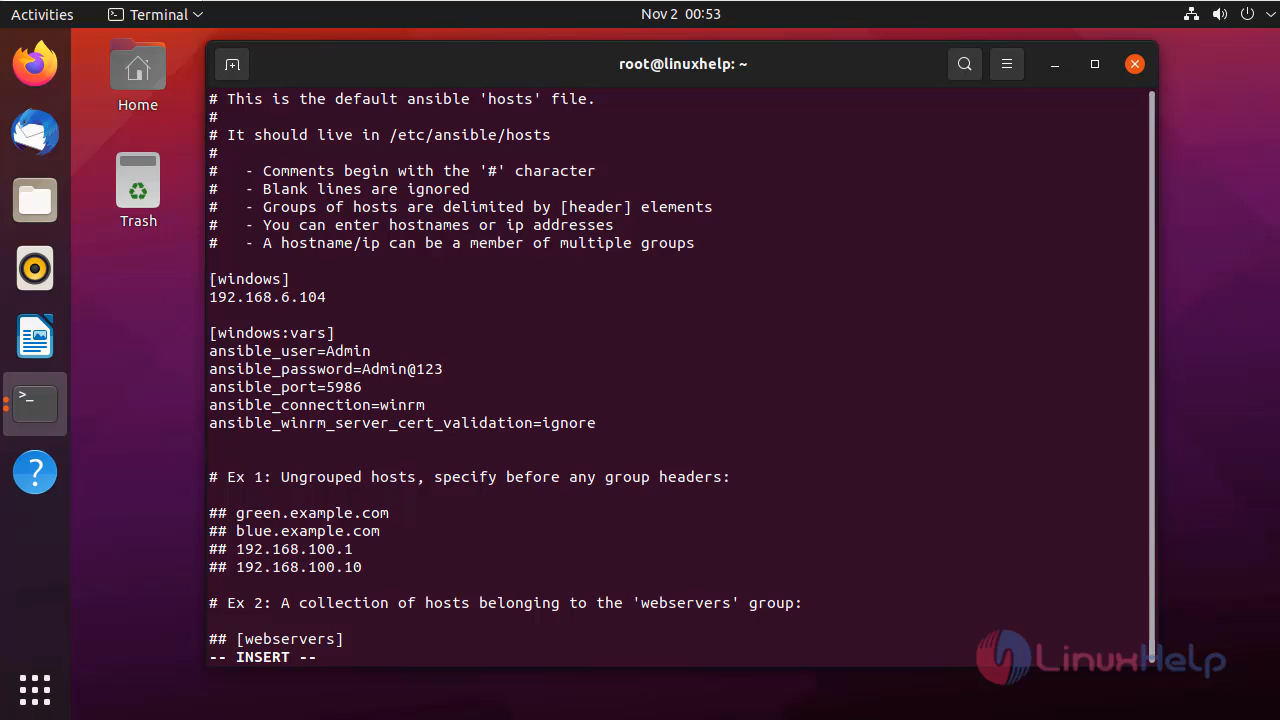 Activities
Terminal
Nov 2 00:53
Home
Trash
root@linuxhelp: ~
# This is the default ansible 'hosts' file.
#
# It should live in /etc/ansible/hosts
#
#   - Comments begin with the '#' character
#   - Blank lines are ignored
#   - Groups of hosts are delimited by [header] elements
#   - You can enter hostnames or ip addresses
#   - A hostname/ip can be a member of multiple groups
[windows]
192.168.6.104
[windows:vars]
ansible_user=Admin
ansible_password=Admin@123
ansible_port=5986
ansible_connection=winrm
ansible_winrm_server_cert_validation=ignore
# Ex 1: Ungrouped hosts, specify before any group headers:
## green.example.com
## blue.example.com
## 192.168.100.1
## 192.168.100.10
# Ex 2: A collection of hosts belonging to the 'webservers' group:
## [webservers]
-- INSERT --
LinuxHelp